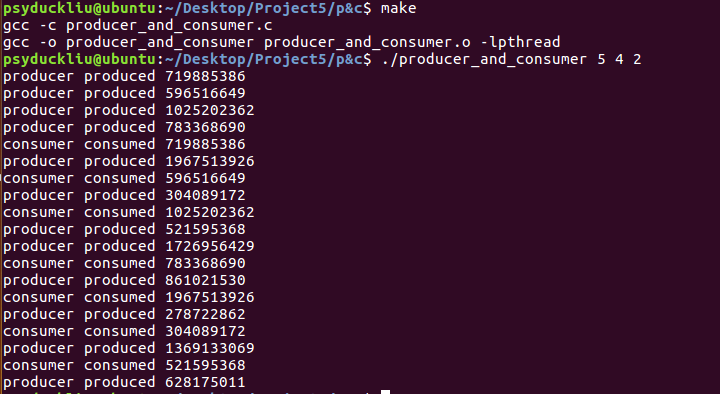 psyduckliu@ubuntu:~/Desktop/Project5/p&c$ make
gcc -c producer_and_consumer.c
gcc -o producer_and_consumer producer_and_consumer.o -lpthread
psyduckliu@ubuntu:~/Desktop/Project5/p&c$ ./producer_and_consumer 5 4 2
producer produced 719885386
producer produced 596516649
producer produced 1025202362
producer produced 783368690
consumer consumed 719885386
producer produced 1967513926
consumer consumed 596516649
producer produced 304089172
consumer consumed 1025202362
producer produced 521595368
producer produced 1726956429
consumer consumed 783368690
producer produced 861021530
consumer consumed 1967513926
producer produced 278722862
consumer consumed 304089172
producer produced 1369133069
consumer consumed 521595368
producer produced 628175011